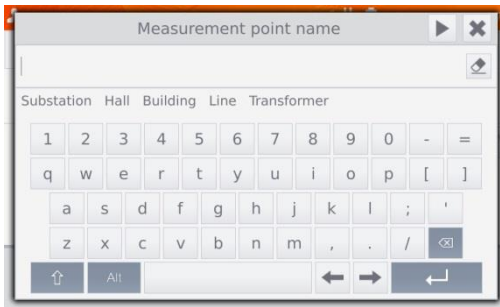 Measurement point name
Substation Hall Building Line Transformer
1 2 3 4 5 6 7 8 9 0 - =
q w e r t y u i o p [ ]
a s d f g h j k l ; '
z x c v b n m , . /
Alt